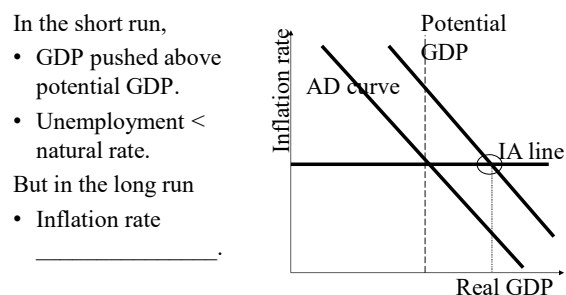 In the short run,
• GDP pushed above
potential GDP.
• Unemployment <
natural rate.
But in the long run
• Inflation rate
________________.
Potential
GDP
Inflation rate
AD curve
IA line
Real GDP